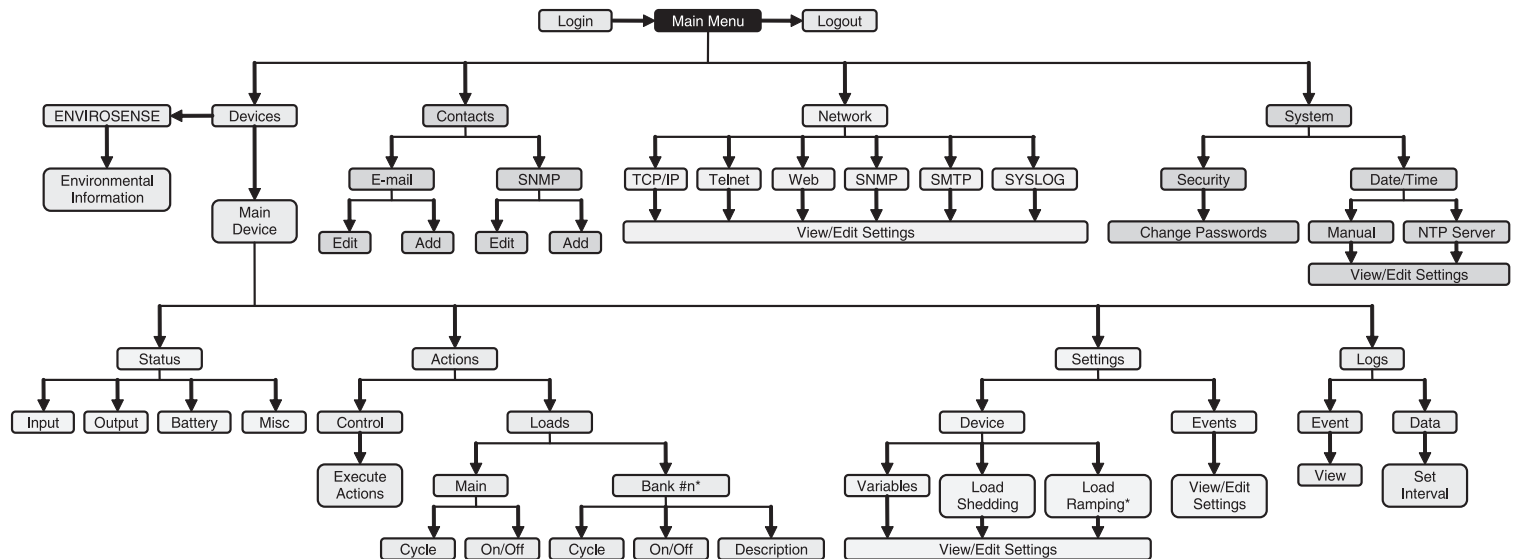 Login
Main Menu
Logout
ENVIROSENSE
Devices
Contacts
Network
System
Environmental
Information
Main
Device
E-mail
SNMP
TCP/IP
Telnet
Web
SNMP
SMTP
SYSLOG
Security
Date/Time
Edit
Add
Edit
Add
View/Edit Settings
Change Passwords
Manual
NTP Server
View/Edit Settings
Status
Actions
Settings
Logs
Input
Output
Battery
Misc
Control
Loads
Device
Events
Event
Data
Execute
Actions
Main
Bank #n*
Variables
Load
Shedding
Load
Ramping*
View/Edit
Settings
View
Set
Interval
Cycle
On/Off
Cycle
On/Off
Description
View/Edit Settings